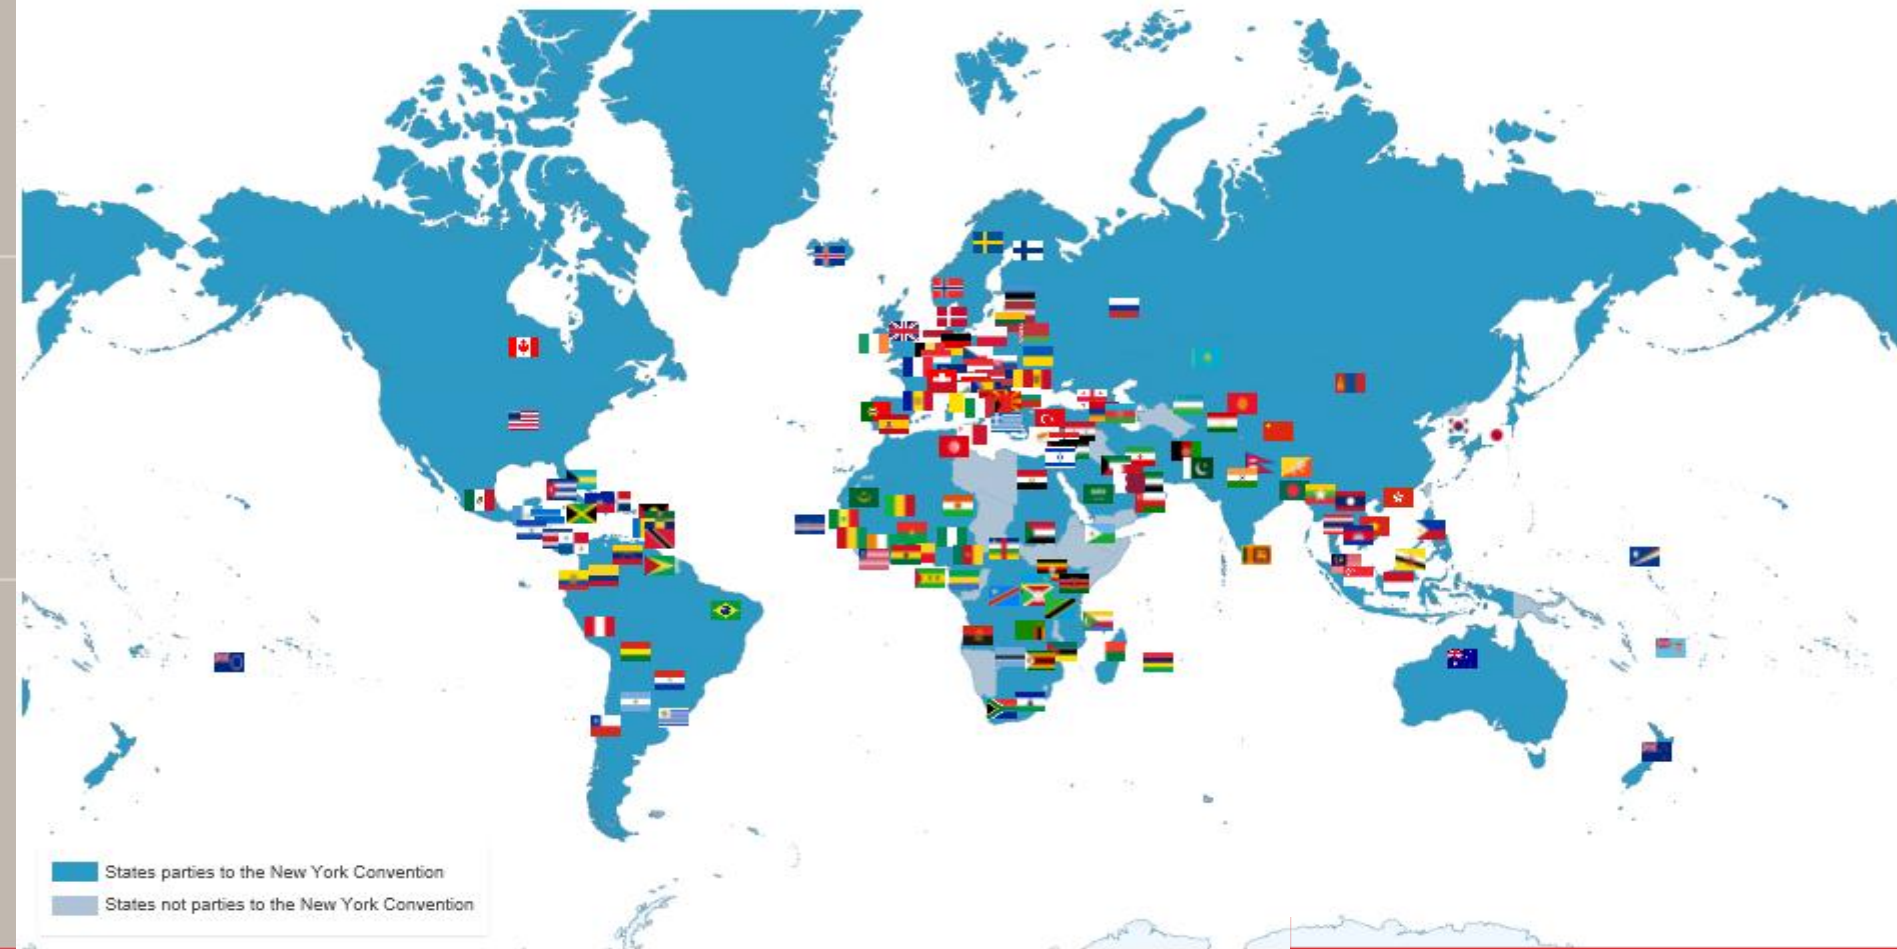 States parties to the New York Convention
States not parties to the New York Convention